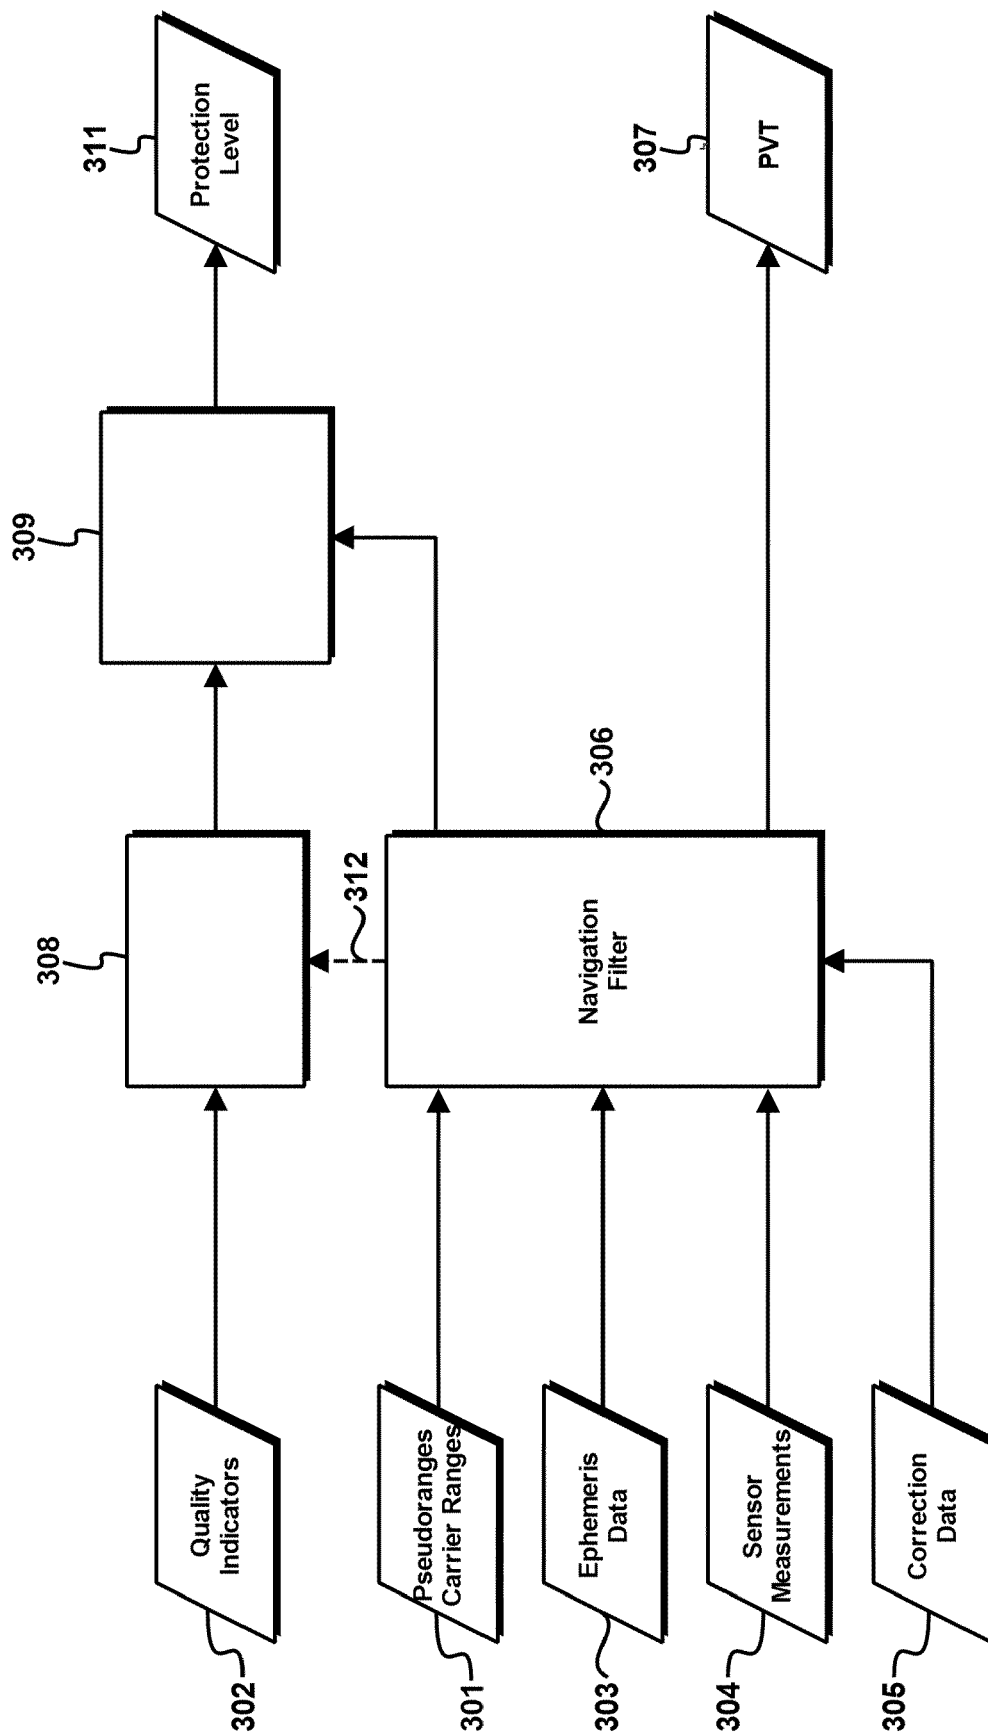 302
Quality
Indicators
301
Pseudoranges
Carrier Ranges
303
Ephemeris
Data
304
Sensor
Measurements
305
Correction
Data
308
312
Navigation
Filter
306
309
311
Protection
Level
307
PVT